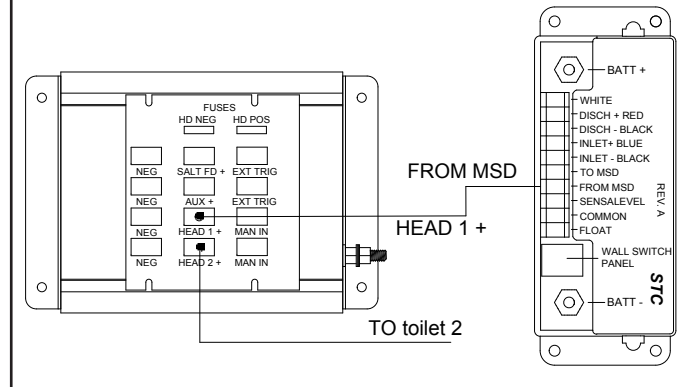 FUSES
HD NEG HD POS
NEG SALT FD + EXT TRIG
NEG AUX + EXT TRIG
NEG HEAD 1 + MAN IN
NEG HEAD 2 + MAN IN
FROM MSD
HEAD 1 +
TO toilet 2
BATT +
WHITE
DISCH + RED
DISCH - BLACK
INLET+ BLUE
INLET - BLACK
TO MSD
FROM MSD
SENSALEVEL
COMMON
FLOAT
WALL SWITCH
PANEL
BATT -
REV. A
STC